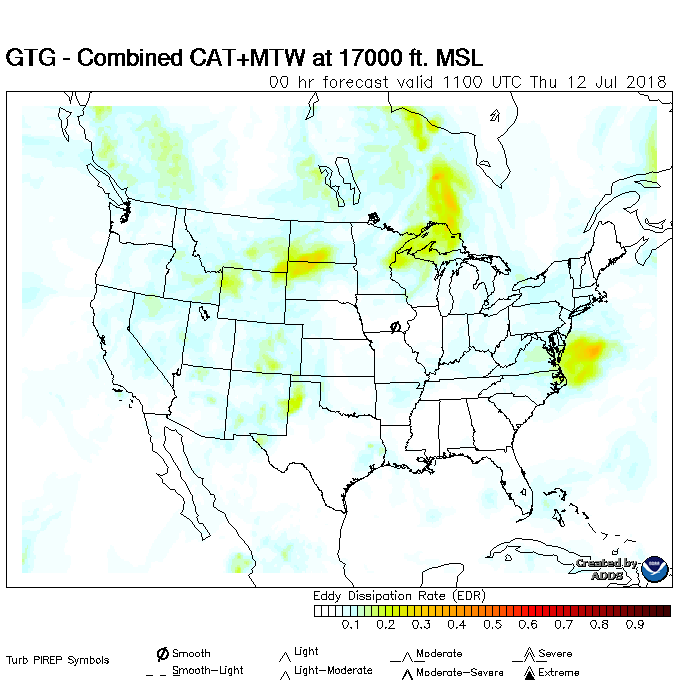 GTG - Combined CAT+MTW at 17000 ft. MSL
00 hr forecast valid 1100 UTC Thu 12 Jul 2018
Created by
ADDS
Eddy Dissipation Rate (EDR)
0.1 0.2 0.3 0.4 0.5 0.6 0.7 0.8 0.9
Turb PIREP Symbols
Smooth Light Moderate Severe
Smooth-Light Light-Moderate Moderate-Severe Extreme